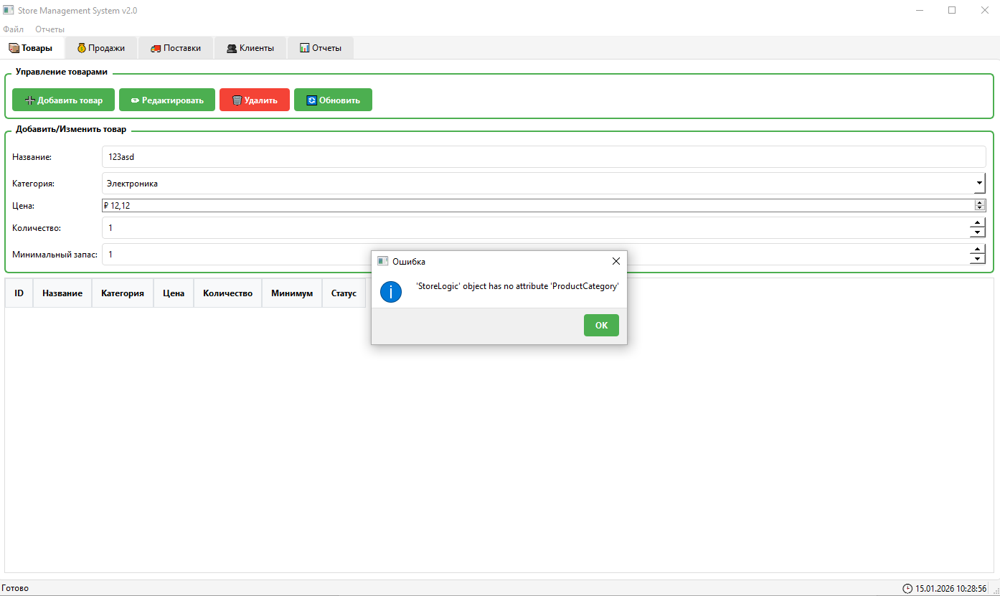 Store Management System v2.0
Файл Отчеты
Товары Продажи Поставки Клиенты Отчеты
Управление товарами
Добавить товар Редактировать Удалить Обновить
Добавить/Изменить товар
Название: 123asd
Категория: Электроника
Цена: ₽ 12,12
Количество: 1
Минимальный запас: 1
Ошибка
'StoreLogic' object has no attribute 'ProductCategory'
OK
ID Название Категория Цена Количество Минимум Статус
Готово 15.01.2026 10:28:56